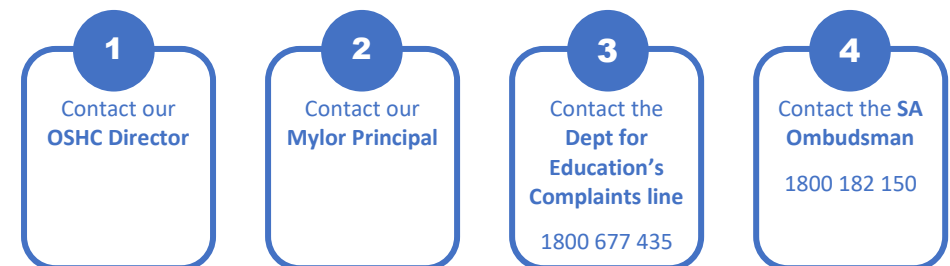 1
Contact our
OSHC Director
2
Contact our
Mylor Principal
3
Contact the
Dept for
Education's
Complaints line
1800 677 435
4
Contact the SA
Ombudsman
1800 182 150